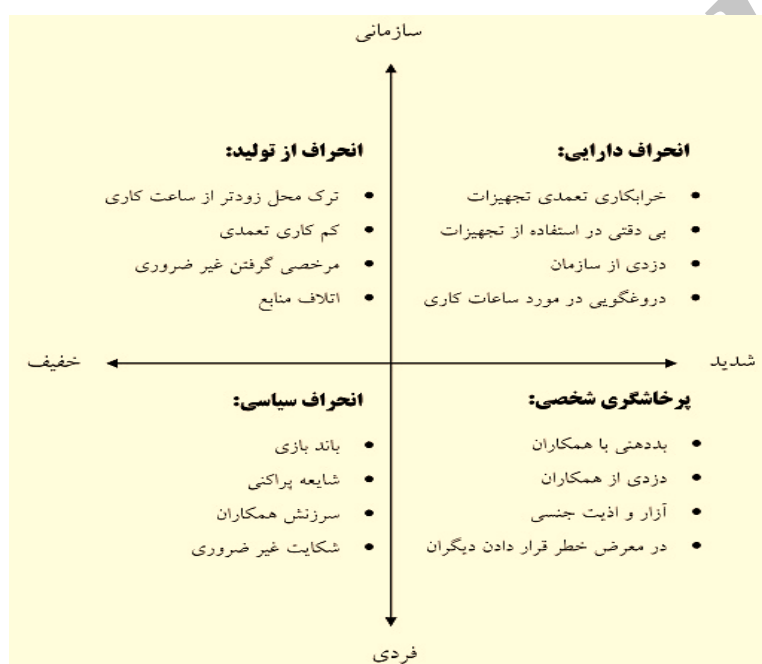 سازمانی
انحراف دارایی:
خرابکاری تعمدی تجهیزات
بی دقتی در استفاده از تجهیزات
دزدی از سازمان
دروغگویی در مورد ساعات کاری
انحراف از تولید:
ترک محل زودتر از ساعت کاری
کم کاری تعمدی
مرخصی گرفتن غیر ضروری
اتلاف منابع
شدید
خفیف
پرخاشگری شخصی:
بددهنی با همکاران
دزدی از همکاران
آزار و اذیت جنسی
در معرض خطر قرار دادن دیگران
انحراف سیاسی:
باند بازی
شایعه پراکنی
سرزنش همکاران
شکایت غیر ضروری
فردی